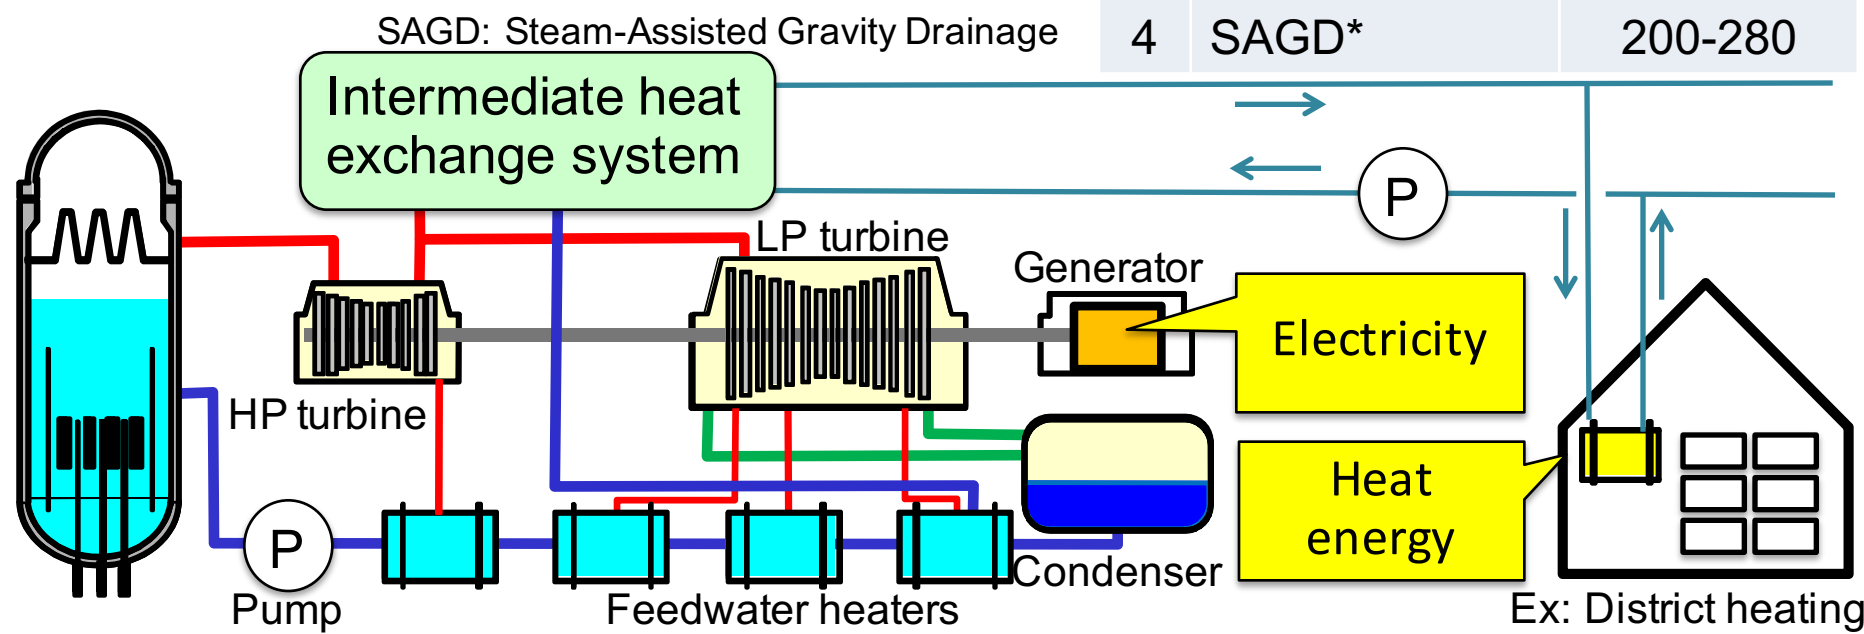 SAGD: Steam-Assisted Gravity Drainage
4 SAGD* 200-280
Intermediate heat
exchange system
P
LP turbine
Generator
Electricity
HP turbine
Heat
energy
P
Pump
Feedwater heaters
Condenser
Ex: District heating